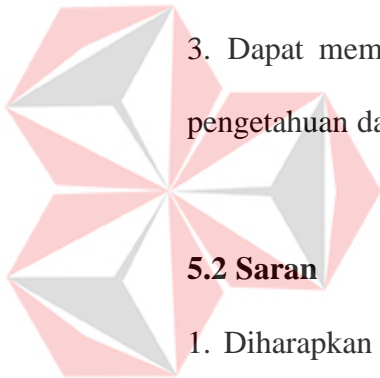 3. Dapat mem
pengetahuan da
5.2 Saran
1. Diharapkan